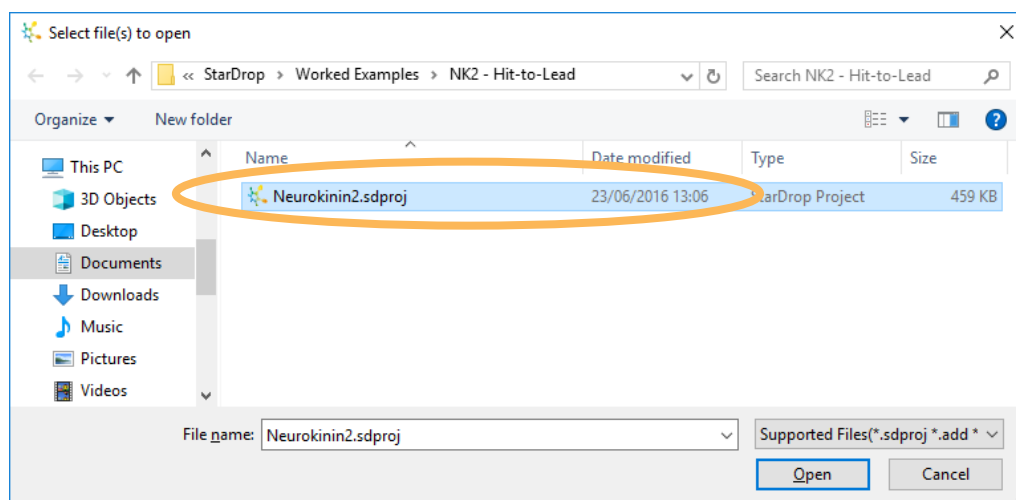 Select file(s) to open
« StarDrop > Worked Examples > NK2 - Hit-to-Lead
Search NK2 - Hit-to-Lead
Organize
New folder
Name
Date modified
Type
Size
This PC
3D Objects
Desktop
Documents
Downloads
Music
Pictures
Videos
Neurokinin2.sdproj
23/06/2016 13:06
StarDrop Project
459 KB
File name:
Neurokinin2.sdproj
Supported Files(*.sdproj *.add *
Open
Cancel